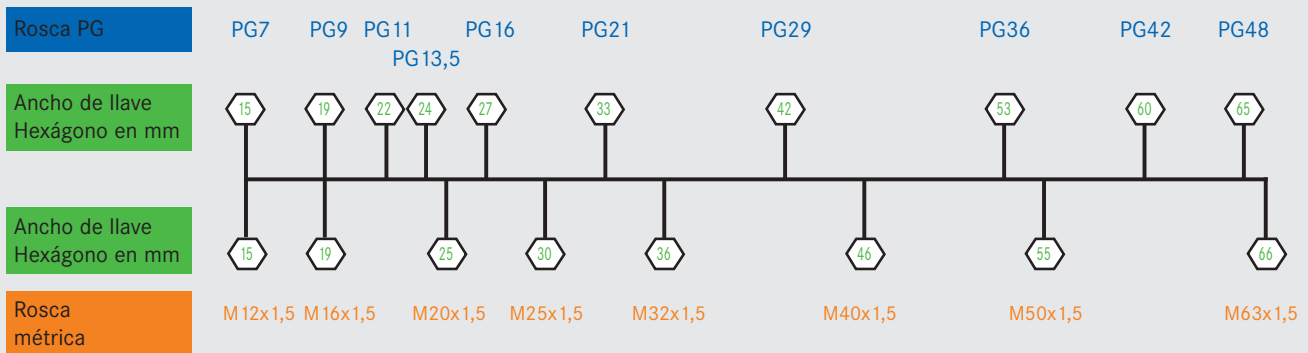 Rosca PG
PG7 PG9 PG11 PG16 PG21 PG29 PG36 PG42 PG48
PG13,5
Ancho de llave
Hexágono en mm
15 19 22 24 27 33 42 53 60 65
Ancho de llave
Hexágono en mm
15 19 25 30 36 46 55 66
Rosca
métrica
M12x1,5 M16x1,5 M20x1,5 M25x1,5 M32x1,5 M40x1,5 M50x1,5 M63x1,5